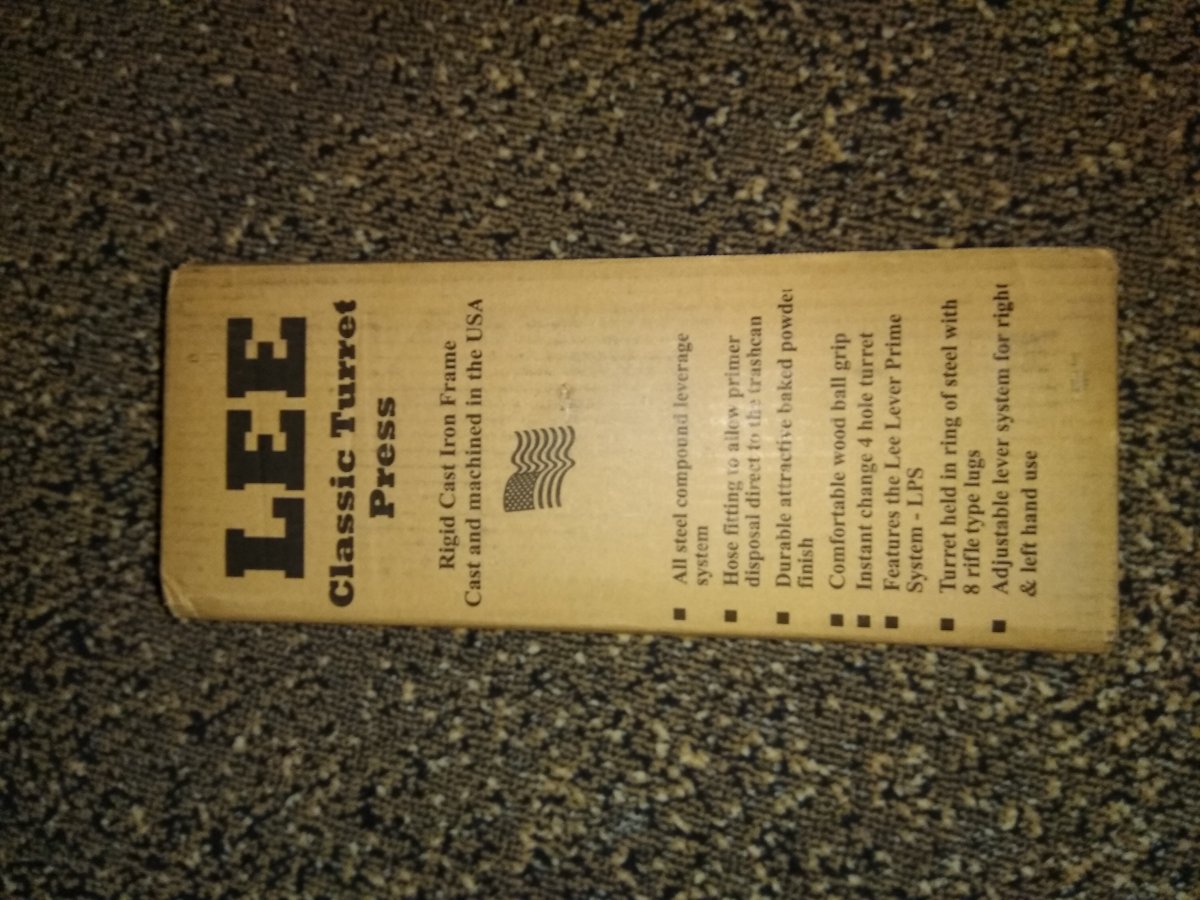 LEE
Classic Turret
Press
Rigid Cast Iron Frame
Cast and machined in the USA
■ All steel compound leverage
system
■ Hose fitting to allow primer
disposal direct to the trashcan
■ Durable attractive baked powder
finish
■ Comfortable wood ball grip
■ Instant change 4 hole turret
■ Features the Lee Lever Prime
System - LPS
■ Turret held in ring of steel with
8 rifle type lugs
■ Adjustable lever system for right
& left hand use